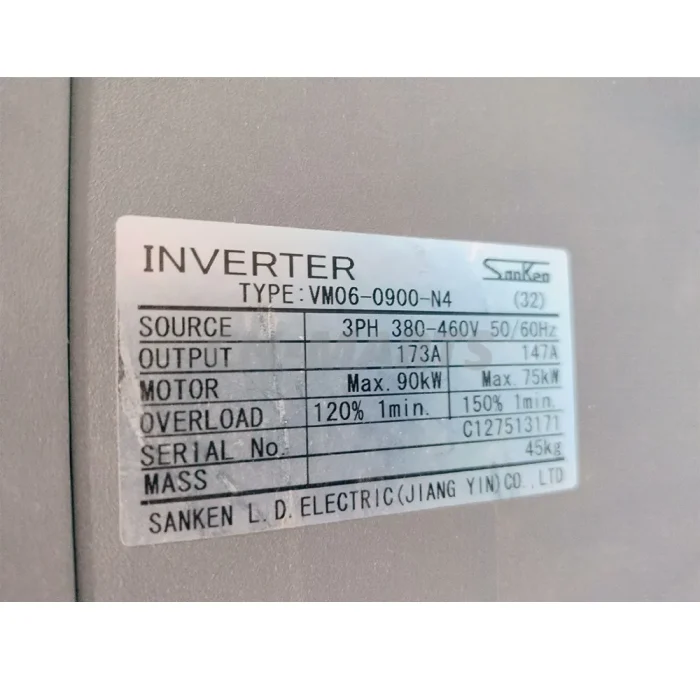 INVERTER SanKen
TYPE:VM06-0900-N4 (32)
SOURCE 3PH 380-460V 50/60Hz
OUTPUT 173A 147A
MOTOR Max. 90kW Max. 75kW
OVERLOAD 120% 1min. 150% 1min.
SERIAL No. C127513171
MASS 45kg
SANKEN L.D.ELECTRIC(JIANG YIN)CO.,LTD